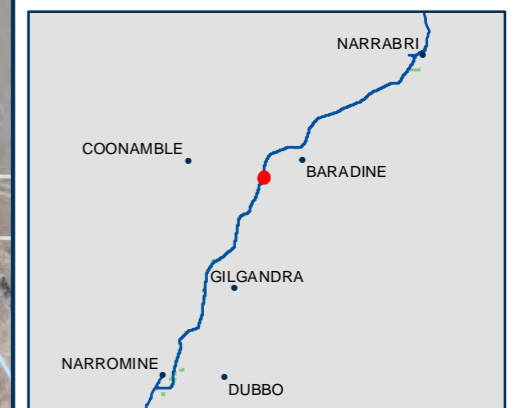 NARRABRI
COONAMBLE
BARADINE
GILGANDRA
NARROMINE
DUBBO